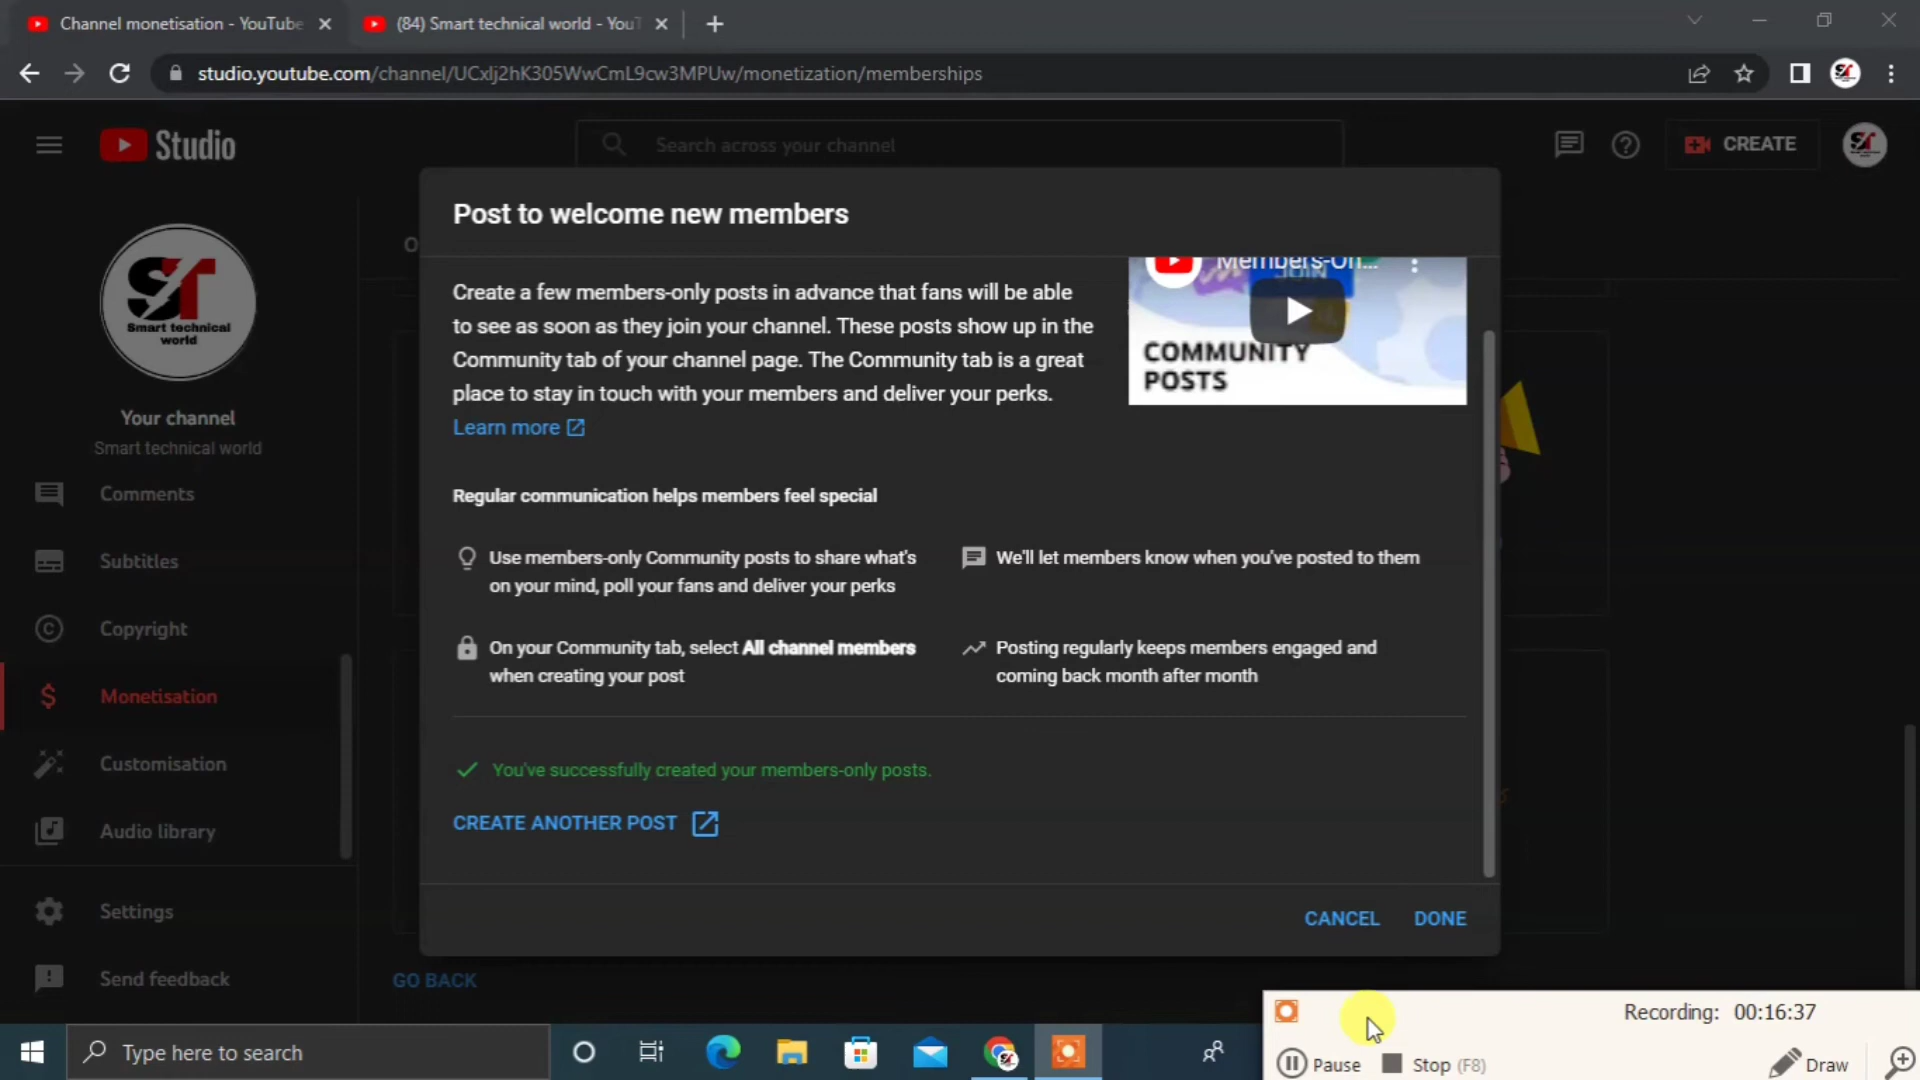 Channel monetisation - YouTube
(84) Smart technical world - YouT
studio.youtube.com/channel/UCxlj2hK305WwCmL9cw3MPUw/monetization/memberships
Studio
Search across your channel
CREATE
Post to welcome new members
Create a few members-only posts in advance that fans will be able
to see as soon as they join your channel. These posts show up in the
Community tab of your channel page. The Community tab is a great
place to stay in touch with your members and deliver your perks.
Learn more
Members-On...
JOIN
COMMUNITY
POSTS
Smart technical
world
Your channel
Smart technical world
Comments
Subtitles
Copyright
Monetisation
Customisation
Audio library
Settings
Send feedback
Regular communication helps members feel special
Use members-only Community posts to share what's
on your mind, poll your fans and deliver your perks
We'll let members know when you've posted to them
On your Community tab, select All channel members
when creating your post
Posting regularly keeps members engaged and
coming back month after month
You've successfully created your members-only posts.
CREATE ANOTHER POST
CANCEL
DONE
GO BACK
Type here to search
Recording: 00:16:37
Pause
Stop (F8)
Draw